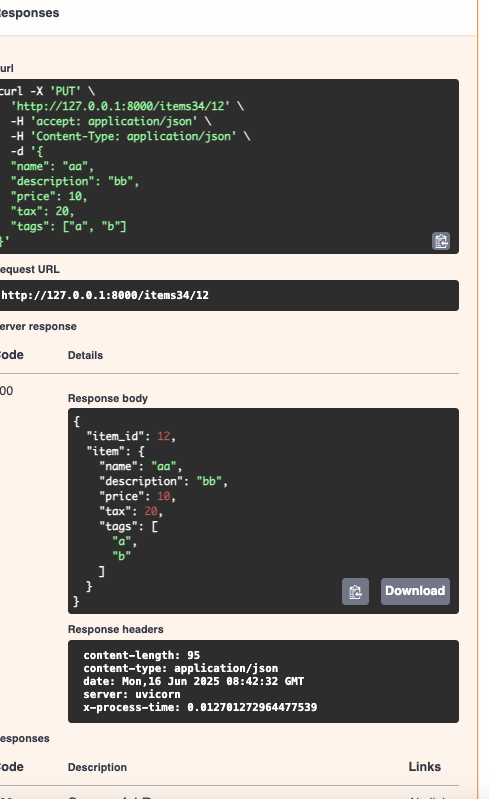 esponses
url
curl -X 'PUT' \
'http://127.0.0.1:8000/items34/12' \
-H 'accept: application/json' \
-H 'Content-Type: application/json' \
-d '{
"name": "aa",
"description": "bb",
"price": 10,
"tax": 20,
"tags": ["a", "b"]
}'
equest URL
http://127.0.0.1:8000/items34/12
erver response
ode Details
00
Response body
{
"item_id": 12,
"item": {
"name": "aa",
"description": "bb",
"price": 10,
"tax": 20,
"tags": [
"a",
"b"
]
}
}
Download
Response headers
content-length: 95
content-type: application/json
date: Mon,16 Jun 2025 08:42:32 GMT
server: uvicorn
x-process-time: 0.012701272964477539
esponses
ode Description Links